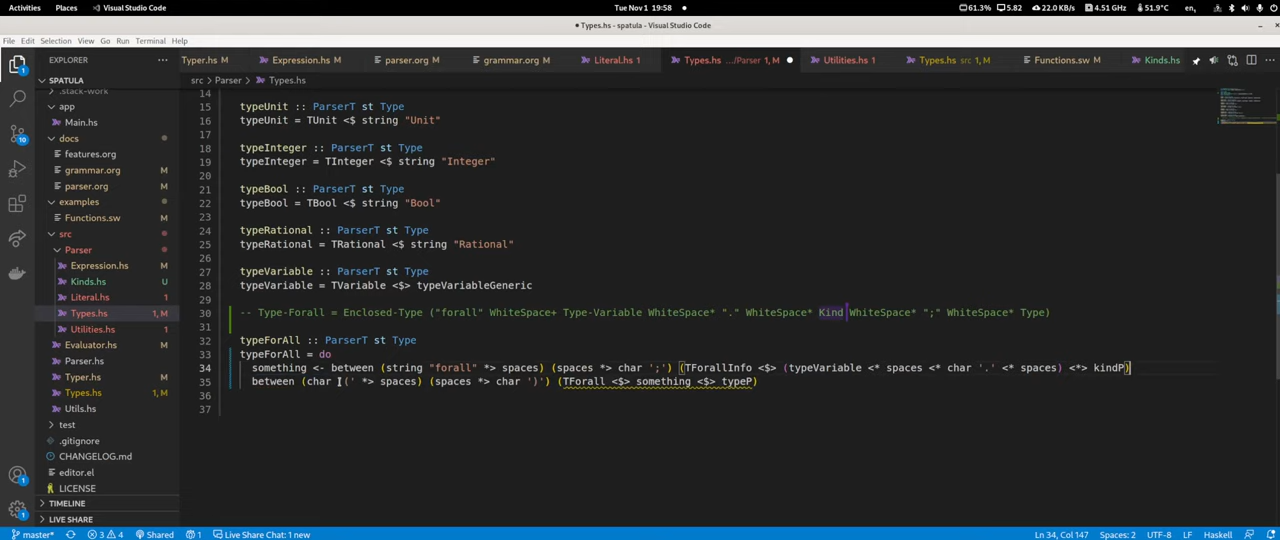 Activities Places Visual Studio Code Tue Nov 1 19:58 61.3% 5.82 22.0 KB/s 4.51 GHz 51.9°C en,
Types.hs - spatula - Visual Studio Code
File Edit Selection View Go Run Terminal Help
EXPLORER
Typer.hs M Expression.hs M parser.org M grammar.org M Literal.hs 1 Types.hs .../Parser 1, M Utilities.hs 1 Types.hs src 1, M Functions.sw M Kinds.hs
SPATULA
src > Parser > Types.hs
.stack-work
app
Main.hs
docs
features.org
grammar.org M
parser.org M
examples
Functions.sw M
src
Parser
Expression.hs M
Kinds.hs U
Literal.hs 1
Types.hs 1, M
Utilities.hs 1
Evaluator.hs M
Parser.hs M
Typer.hs M
Types.hs 1, M
Utils.hs
test
.gitignore
CHANGELOG.md
editor.el
LICENSE
TIMELINE
LIVE SHARE
14
15 typeUnit :: ParserT st Type
16 typeUnit = TUnit <$ string "Unit"
17
18 typeInteger :: ParserT st Type
19 typeInteger = TInteger <$ string "Integer"
20
21 typeBool :: ParserT st Type
22 typeBool = TBool <$ string "Bool"
23
24 typeRational :: ParserT st Type
25 typeRational = TRational <$ string "Rational"
26
27 typeVariable :: ParserT st Type
28 typeVariable = TVariable <$> typeVariableGeneric
29
30 -- Type-Forall = Enclosed-Type ("forall" WhiteSpace+ Type-Variable WhiteSpace* "." WhiteSpace* Kind WhiteSpace* ";" WhiteSpace* Type)
31
32 typeForAll :: ParserT st Type
33 typeForAll = do
34 something <- between (string "forall" *> spaces) (spaces *> char ';') (TForallInfo <$> (typeVariable <* spaces <* char '.' <* spaces) <*> kindP)
35 between (char '(' *> spaces) (spaces *> char ')') (TForall <$> something <$> typeP)
36
37
master* 3 4 Shared 1 Live Share Chat: 1 new Ln 34, Col 147 Spaces: 2 UTF-8 LF Haskell